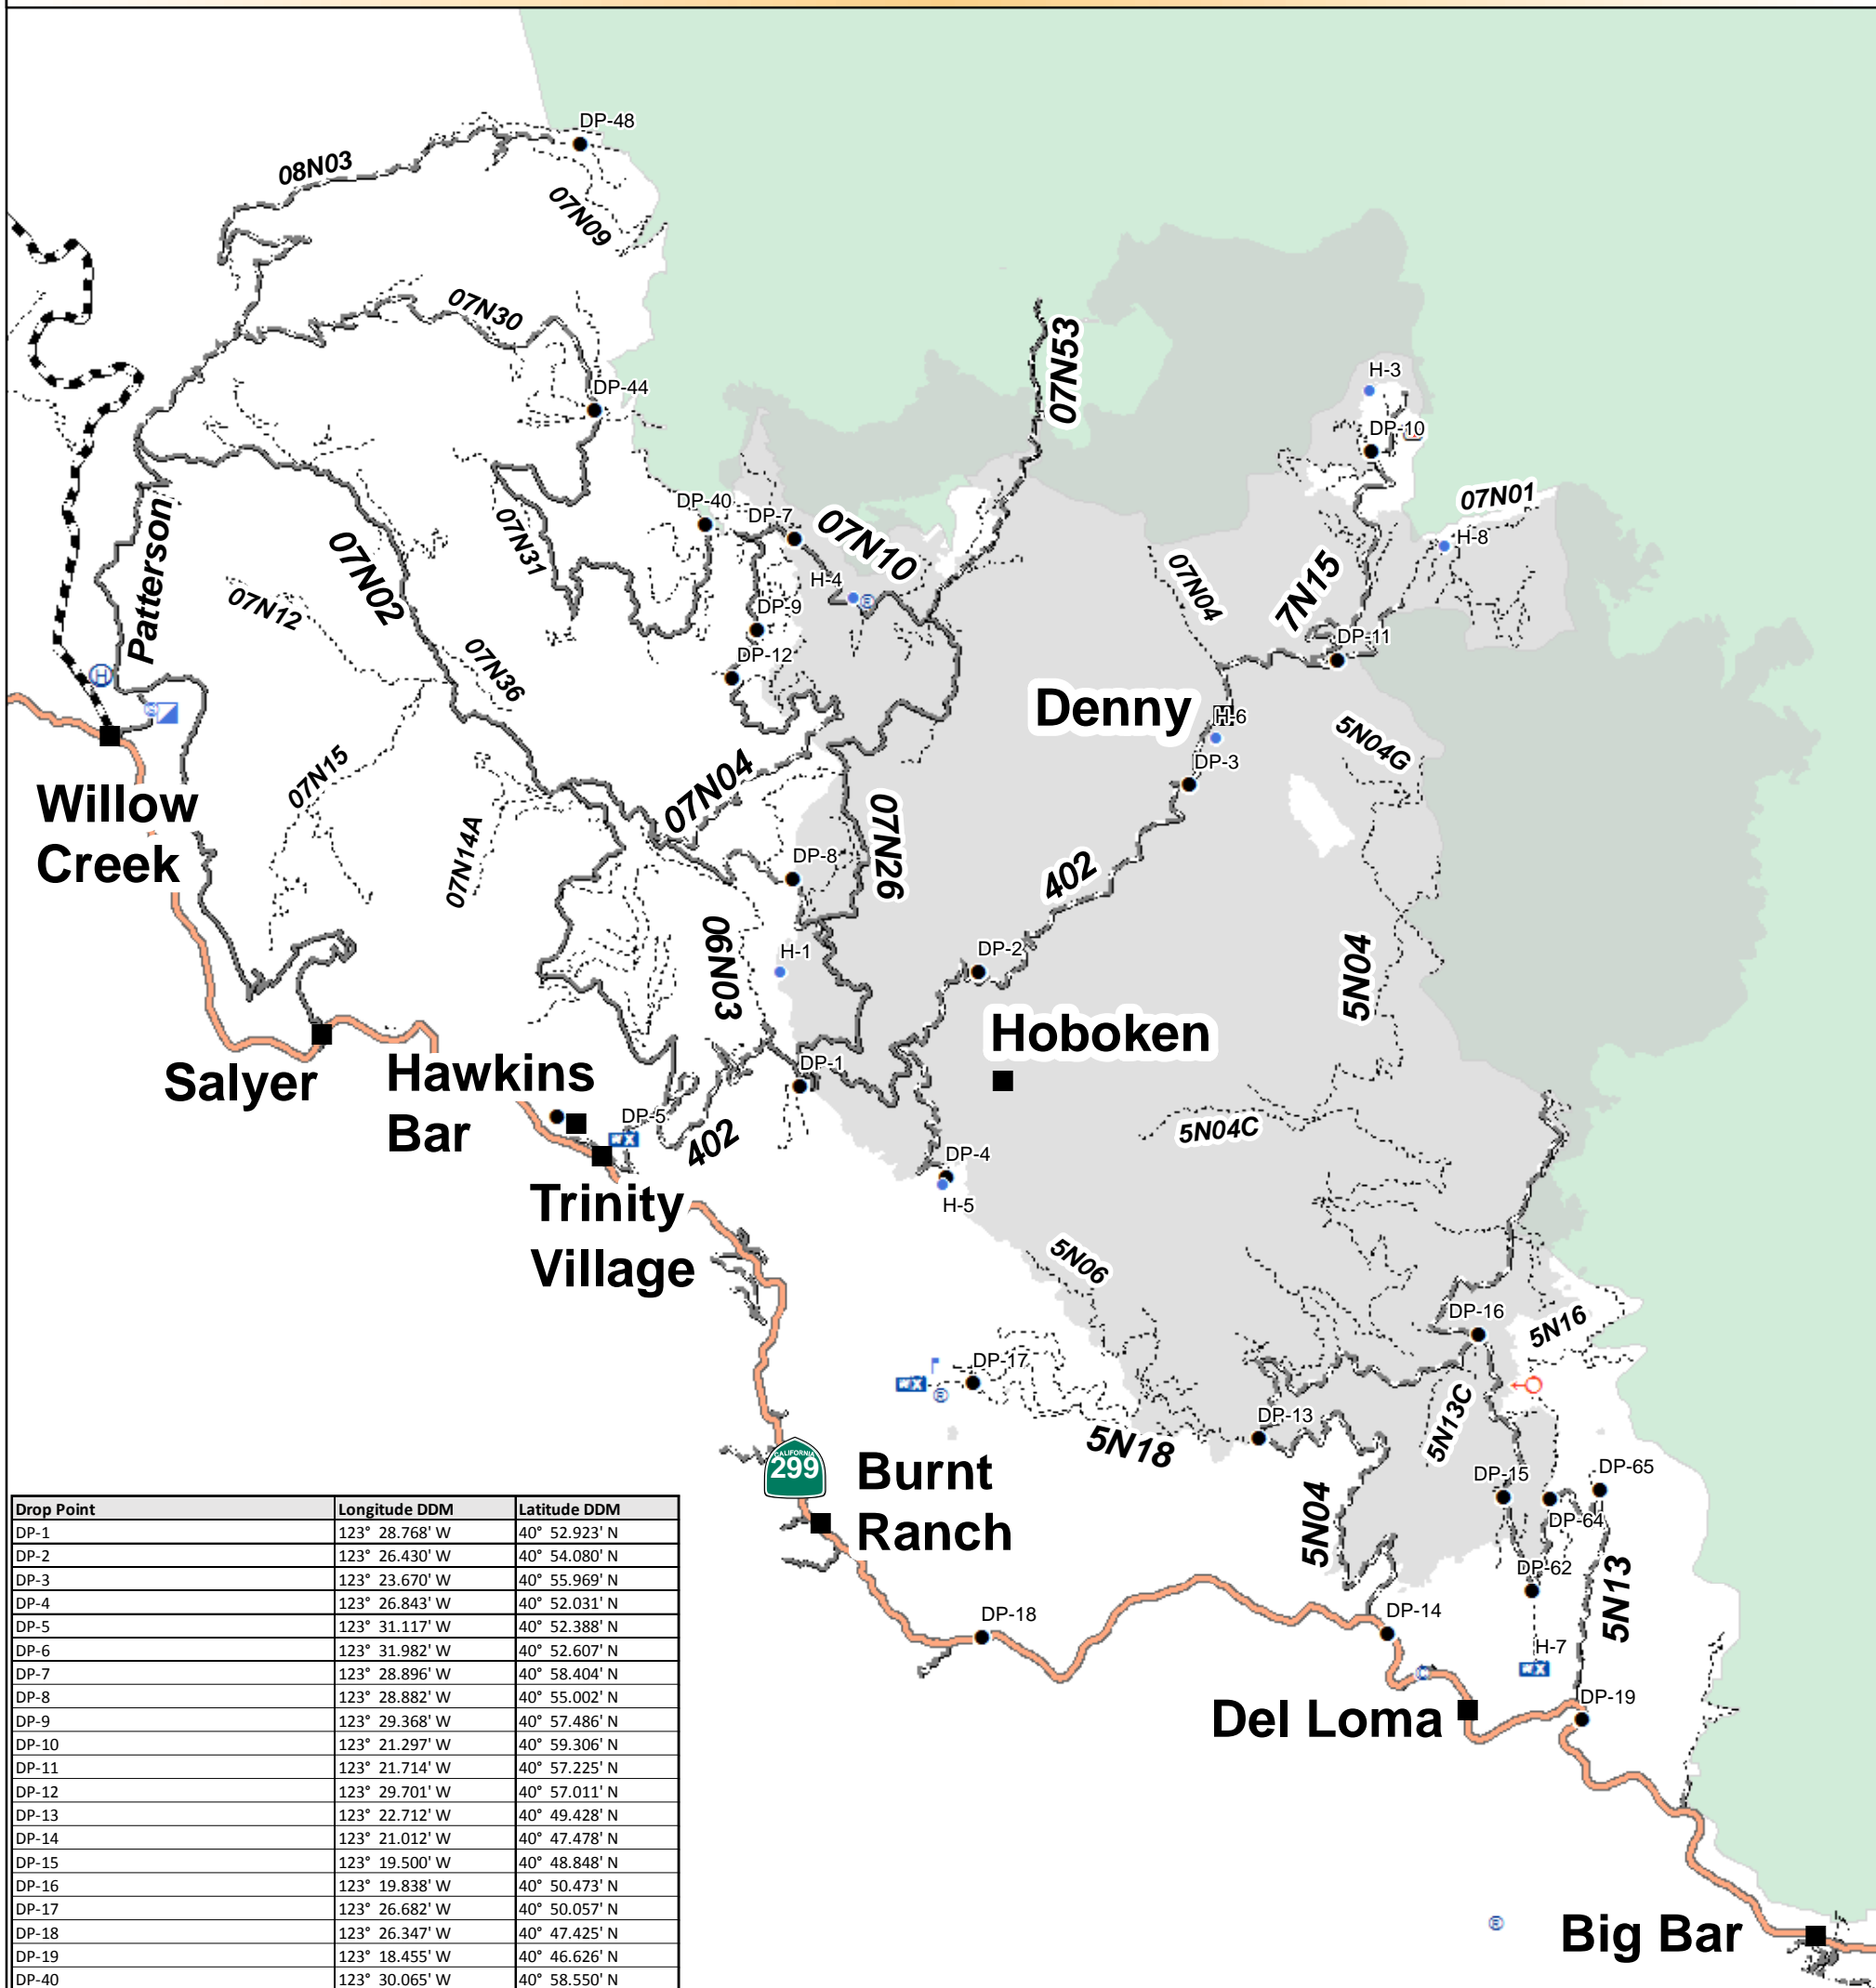 DP-48
08N03
07N09
07N30
07N53
DP-44
H-3
DP-10
07N01
H-8
DP-40
DP-7
07N10
07N31
Patterson
07N02
07N12
07N04
7N15
H-4
DP-9
DP-12
07N36
DP-11
H
Denny
H-6
5N04G
DP-3
S
Willow
Creek
07N15
07N14A
07N04
07N26
DP-8
402
06N03
H-1
DP-2
5N04
Hoboken
Salyer
Hawkins
Bar
DP-1
DP-5
WX
402
5N04C
DP-4
H-5
Trinity
Village
5N06
DP-16
5N16
DP-17
WX
5N13C
DP-13
5N18
CALIFORNIA
299
Burnt
Ranch
DP-15
DP-65
DP-64
5N04
DP-62
5N13
DP-18
DP-14
H-7
WX
DP-19
Del Loma
Big Bar
Drop Point Longitude DDM Latitude DDM
DP-1 123° 28.768' W 40° 52.923' N
DP-2 123° 26.430' W 40° 54.080' N
DP-3 123° 23.670' W 40° 55.969' N
DP-4 123° 26.843' W 40° 52.031' N
DP-5 123° 31.117' W 40° 52.388' N
DP-6 123° 31.982' W 40° 52.607' N
DP-7 123° 28.896' W 40° 58.404' N
DP-8 123° 28.882' W 40° 55.002' N
DP-9 123° 29.368' W 40° 57.486' N
DP-10 123° 21.297' W 40° 59.306' N
DP-11 123° 21.714' W 40° 57.225' N
DP-12 123° 29.701' W 40° 57.011' N
DP-13 123° 22.712' W 40° 49.428' N
DP-14 123° 21.012' W 40° 47.478' N
DP-15 123° 19.500' W 40° 48.848' N
DP-16 123° 19.838' W 40° 50.473' N
DP-17 123° 26.682' W 40° 50.057' N
DP-18 123° 26.347' W 40° 47.425' N
DP-19 123° 18.455' W 40° 46.626' N
DP-40 123° 30.065' W 40° 58.550' N